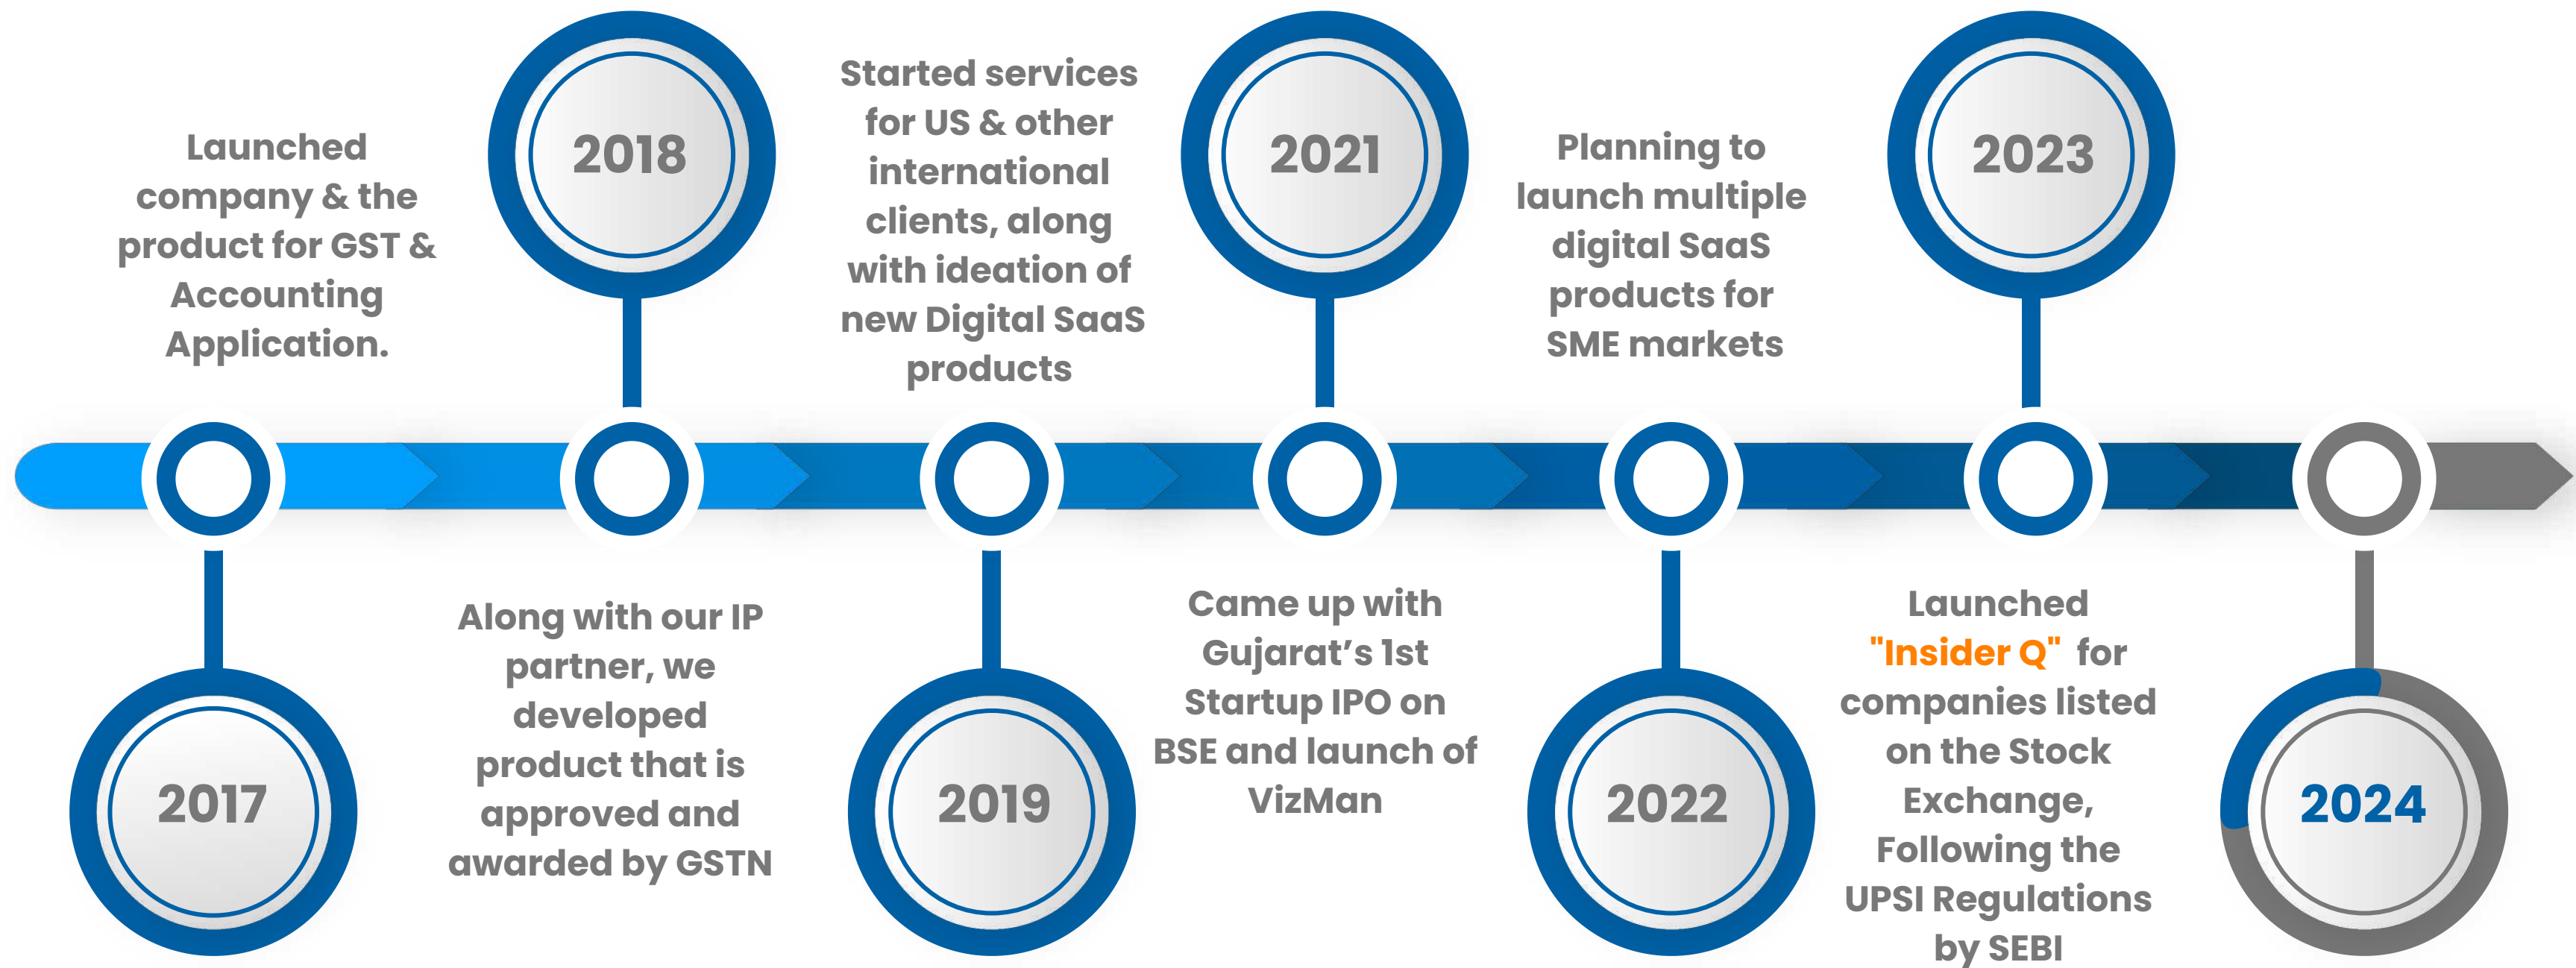 Launched
company & the
product for GST &
Accounting
Application.
2017
2018
Along with our IP
partner, we
developed
product that is
approved and
awarded by GSTN
Started services
for US & other
international
clients, along
with ideation of
new Digital SaaS
products
2019
2021
Came up with
Gujarat’s 1st
Startup IPO on
BSE and launch of
VizMan
Planning to
launch multiple
digital SaaS
products for
SME markets
2022
2023
Launched
"Insider Q" for
companies listed
on the Stock
Exchange,
Following the
UPSI Regulations
by SEBI
2024